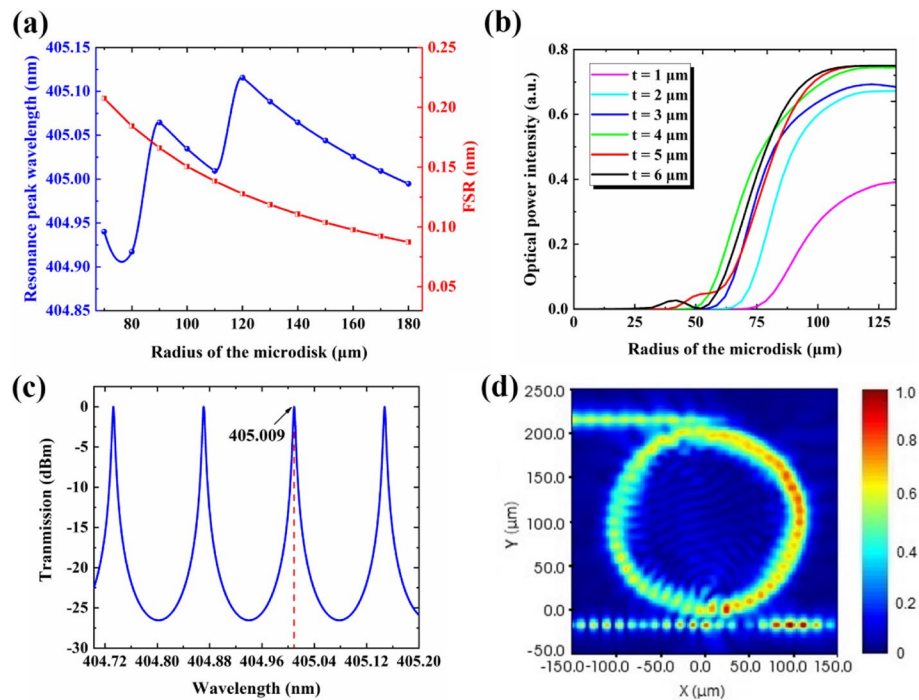 (a)
Resonance peak wavelength (nm)
405.15
405.10
405.05
405.00
404.95
404.90
404.85
0.25
0.20
0.15
0.10
0.05
FSR (nm)
80 100 120 140 160 180
Radius of the microdisk (μm)
(b)
Optical power intensity (a.u.)
0.8
0.6
0.4
0.2
0.0
t = 1 μm
t = 2 μm
t = 3 μm
t = 4 μm
t = 5 μm
t = 6 μm
0 25 50 75 100 125
Radius of the microdisk (μm)
(c)
Tranmission (dBm)
0
-5
-10
-15
-20
-25
-30
405.009
404.72 404.80 404.88 404.96 405.04 405.12 405.20
Wavelength (nm)
(d)
Y (μm)
250.0
200.0
150.0
100.0
50.0
0.0
-50.0
-150.0 -100.0 -50.0 0.0 50.0 100.0 150.0
X (μm)
1.0
0.8
0.6
0.4
0.2
0